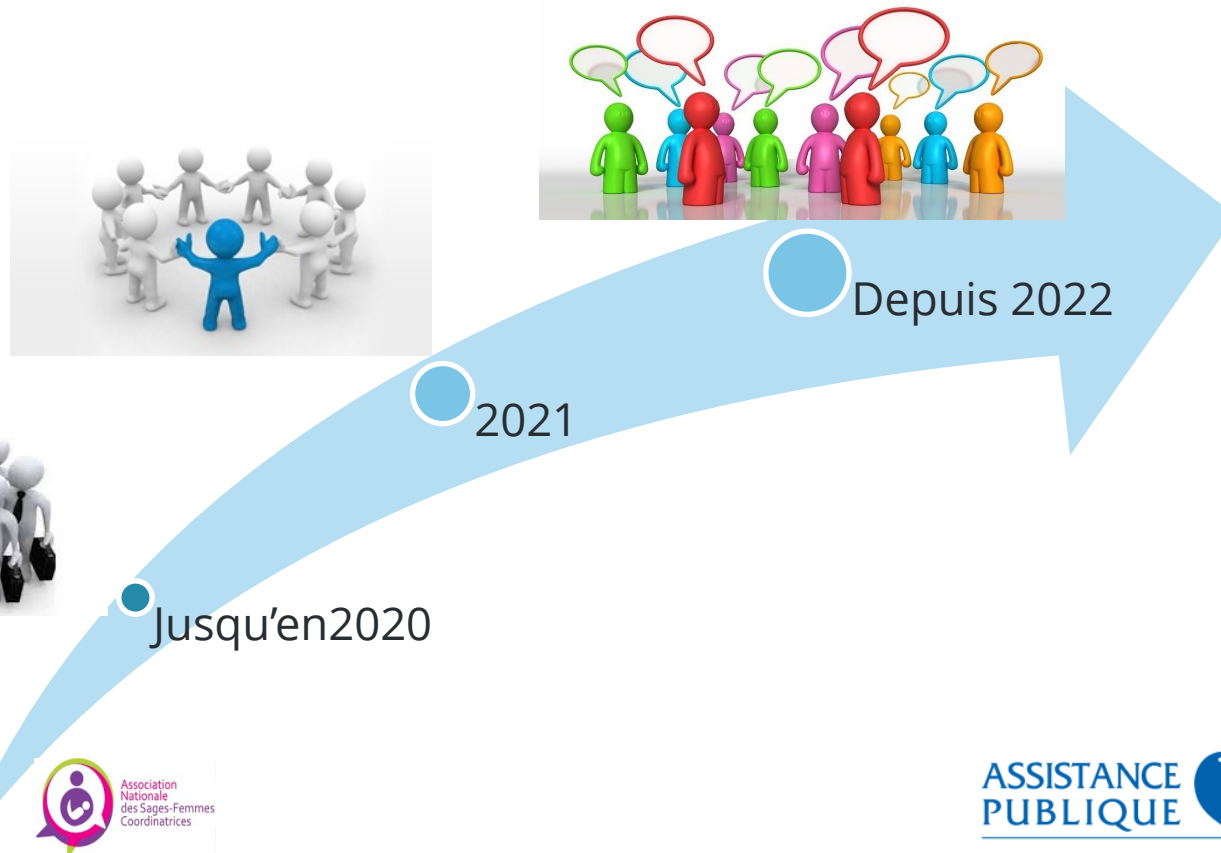 Depuis 2022
2021
Jusqu’en2020
Association
Nationale
des Sages-Femmes
Coordinatrices
ASSISTANCE
PUBLIQUE